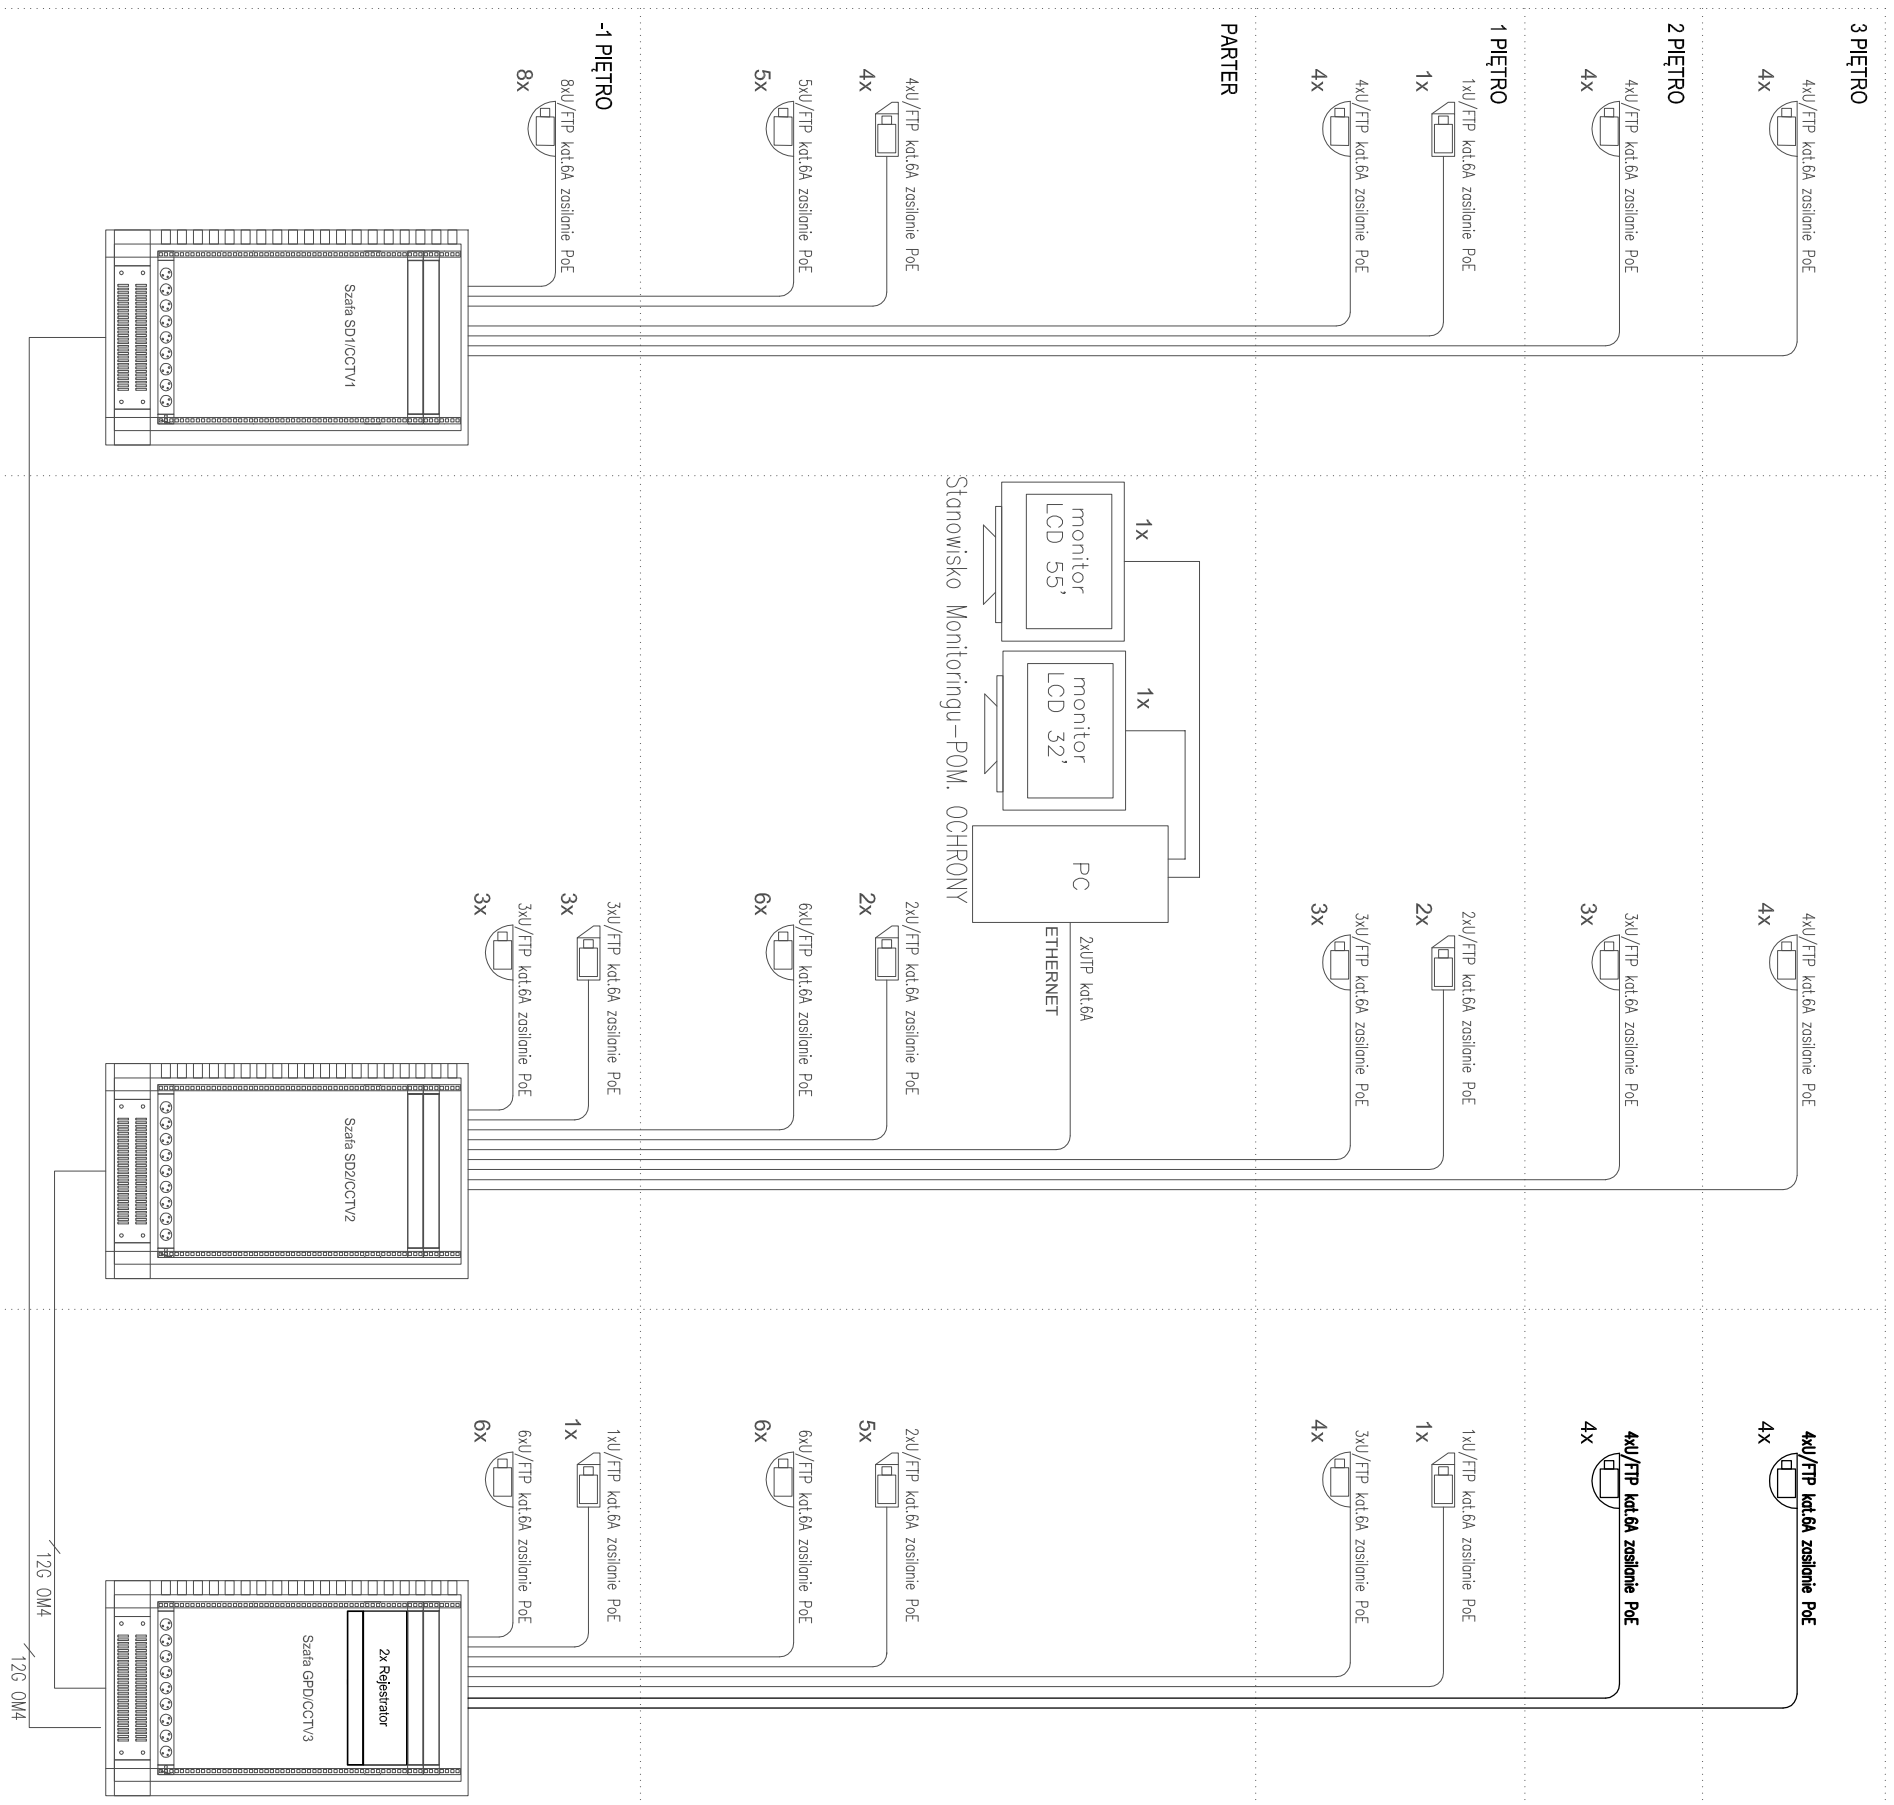 3 PIĘTRO
4x
4xU/FTP kat.6A zasilanie PoE
4x
4xU/FTP kat.6A zasilanie PoE
4x
4xU/FTP kat.6A zasilanie PoE
2 PIĘTRO
4x
4xU/FTP kat.6A zasilanie PoE
3x
3xU/FTP kat.6A zasilanie PoE
4x
4xU/FTP kat.6A zasilanie PoE
1 PIĘTRO
1x
1xU/FTP kat.6A zasilanie PoE
2x
2xU/FTP kat.6A zasilanie PoE
1x
1xU/FTP kat.6A zasilanie PoE
4x
4xU/FTP kat.6A zasilanie PoE
3x
3xU/FTP kat.6A zasilanie PoE
4x
3xU/FTP kat.6A zasilanie PoE
PARTER
1x
monitor
LCD 55'
1x
monitor
LCD 32'
PC
2xUTP kat.6A
ETHERNET
Stanowisko Monitoringu-POM. OCHRONY
4x
4xU/FTP kat.6A zasilanie PoE
2x
2xU/FTP kat.6A zasilanie PoE
5x
2xU/FTP kat.6A zasilanie PoE
5x
5xU/FTP kat.6A zasilanie PoE
6x
6xU/FTP kat.6A zasilanie PoE
6x
6xU/FTP kat.6A zasilanie PoE
-1 PIĘTRO
3x
3xU/FTP kat.6A zasilanie PoE
1x
1xU/FTP kat.6A zasilanie PoE
8x
8xU/FTP kat.6A zasilanie PoE
3x
3xU/FTP kat.6A zasilanie PoE
6x
6xU/FTP kat.6A zasilanie PoE
Szafa SD1/CCTV1
Szafa SD2/CCTV2
2x Rejestrator
Szafa GPD/CCTV3
12G OM4
12G OM4